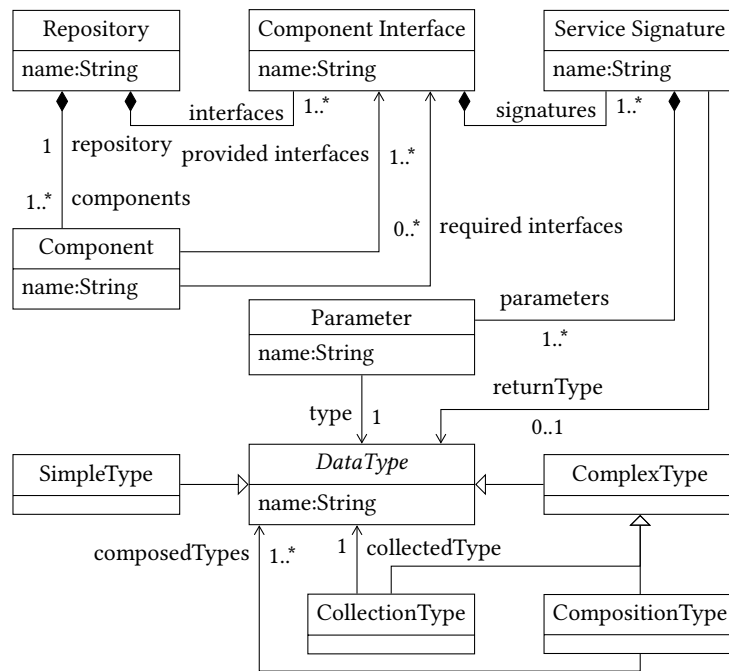 Repository
name:String
Component Interface
name:String
Service Signature
name:String
interfaces
1..*
signatures
1..*
1
repository
provided interfaces
1..*
1..*
components
0..*
required interfaces
Component
name:String
Parameter
name:String
parameters
1..*
type
1
returnType
0..1
SimpleType
DataType
name:String
ComplexType
composedTypes
1..*
1
collectedType
CollectionType
CompositionType